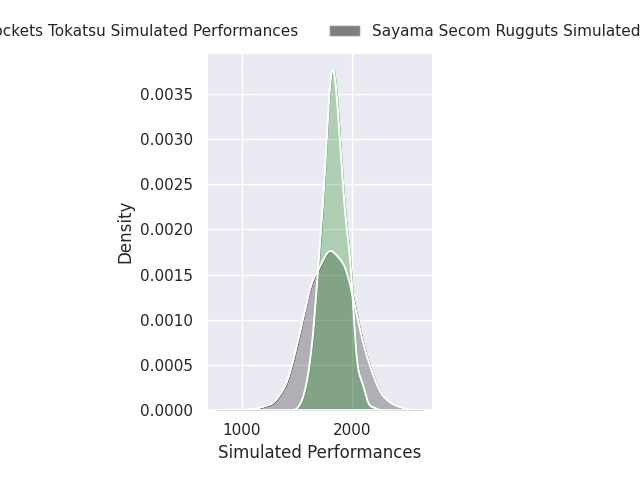 Tokatsu Simulated Performances
Sayama Secom Rugguts Simulated
0.0035
0.0030
0.0025
0.0020
0.0015
0.0010
0.0005
0.0000
Density
1000 2000
Simulated Performances